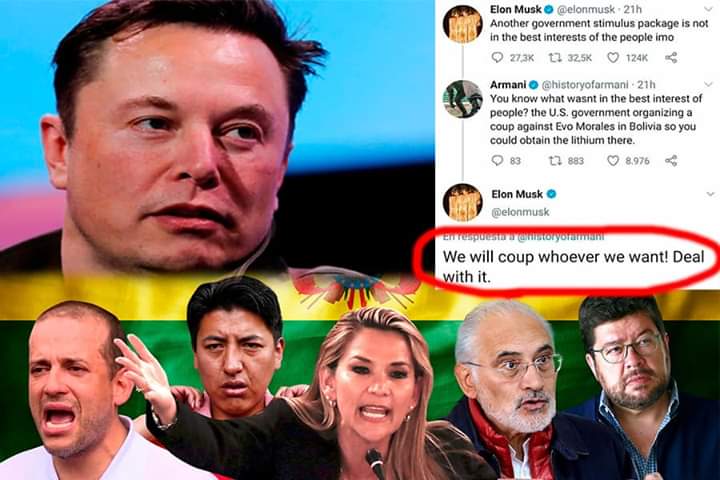 Elon Musk @elonmusk · 21h
Another government stimulus package is not
in the best interests of the people imo
27,3K 32,5K 124K
Armani @historyofarmani · 21h
You know what wasnt in the best interest of
people? the U.S. government organizing a
coup against Evo Morales in Bolivia so you
could obtain the lithium there.
83 883 8.976
Elon Musk
@elonmusk
En respuesta a @historyofarmani
We will coup whoever we want! Deal
with it.